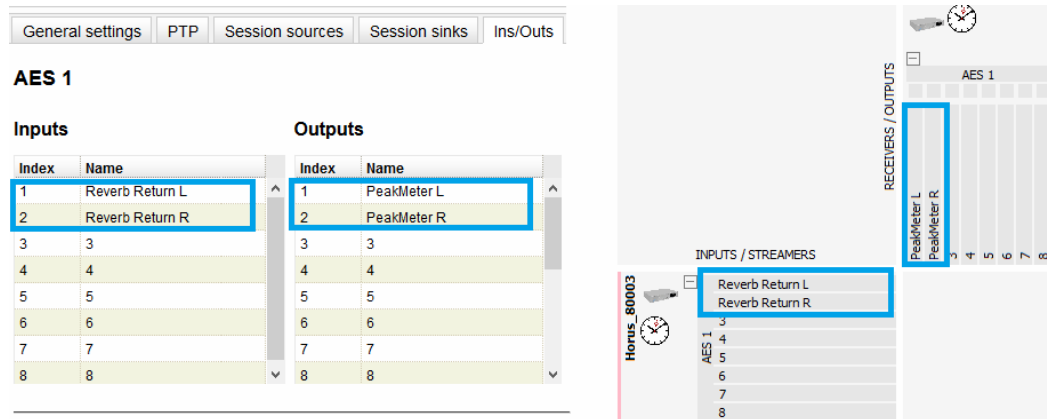 General settings PTP Session sources Session sinks Ins/Outs
AES 1
Inputs Outputs
Index Name Index Name
1 Reverb Return L 1 PeakMeter L
2 Reverb Return R 2 PeakMeter R
3 3 3 3
4 4 4 4
5 5 5 5
6 6 6 6
7 7 7 7
8 8 8 8
RECEIVERS / OUTPUTS
AES 1
PeakMeter L
PeakMeter R
3
4
5
6
7
8
INPUTS / STREAMERS
Horus_80003
AES 1
Reverb Return L
Reverb Return R
3
4
5
6
7
8